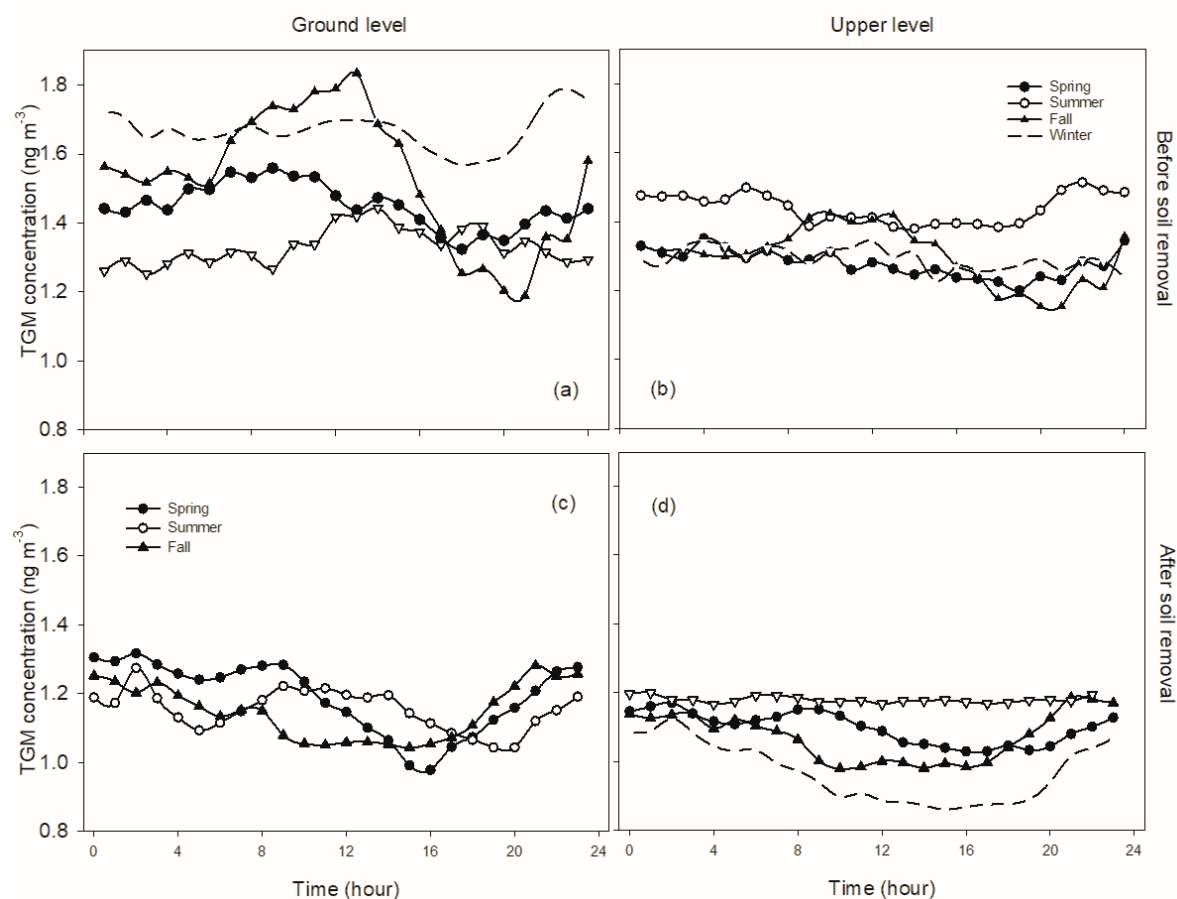 Ground level
Upper level
TGM concentration (ng m-3)
1.8
1.6
1.4
1.2
1.0
0.8
(a)
Spring
Summer
Fall
Winter
(b)
Before soil removal
TGM concentration (ng m-3)
1.8
1.6
1.4
1.2
1.0
0.8
Spring
Summer
Fall
(c)
(d)
After soil removal
0 4 8 12 16 20 24
0 4 8 12 16 20 24
Time (hour)
Time (hour)